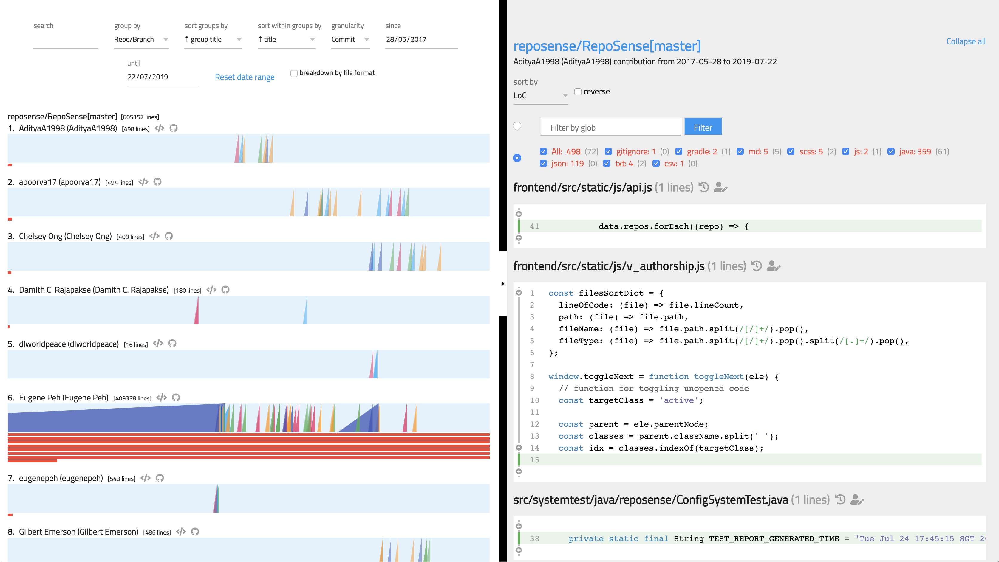 search
group by
sort groups by
sort within groups by
granularity
since
Repo/Branch
↑ group title
↑ title
Commit
28/05/2017
until
22/07/2019
Reset date range
breakdown by file format
reposense/RepoSense[master] [605157 lines]
1. AdityaA1998 (AdityaA1998) [498 lines]
2. apoorva17 (apoorva17) [494 lines]
3. Chelsey Ong (Chelsey Ong) [409 lines]
4. Damith C. Rajapakse (Damith C. Rajapakse) [180 lines]
5. dlworldpeace (dlworldpeace) [16 lines]
6. Eugene Peh (Eugene Peh) [409338 lines]
7. eugenepeh (eugenepeh) [543 lines]
8. Gilbert Emerson (Gilbert Emerson) [486 lines]
reposense/RepoSense[master]
Collapse all
AdityaA1998 (AdityaA1998) contribution from 2017-05-28 to 2019-07-22
sort by
LoC
reverse
Filter by glob
Filter
All: 498 (72) gitignore: 1 (0) gradle: 2 (1) md: 5 (5) scss: 5 (2) js: 2 (1) java: 359 (61)
json: 119 (0) txt: 4 (2) csv: 1 (0)
frontend/src/static/js/api.js (1 lines)
41 data.repos.forEach((repo) => {
frontend/src/static/js/v_authorship.js (1 lines)
1 const filesSortDict = {
2 lineOfCode: (file) => file.lineCount,
3 path: (file) => file.path,
4 fileName: (file) => file.path.split(/[/]+/).pop(),
5 fileType: (file) => file.path.split(/[/]+/).pop().split(/[.]+/).pop(),
6 };
7
8 window.toggleNext = function toggleNext(ele) {
9 // function for toggling unopened code
10 const targetClass = 'active';
11
12 const parent = ele.parentNode;
13 const classes = parent.className.split(' ');
14 const idx = classes.indexOf(targetClass);
15
src/systemtest/java/reposense/ConfigSystemTest.java (1 lines)
38 private static final String TEST_REPORT_GENERATED_TIME = "Tue Jul 24 17:45:15 SGT